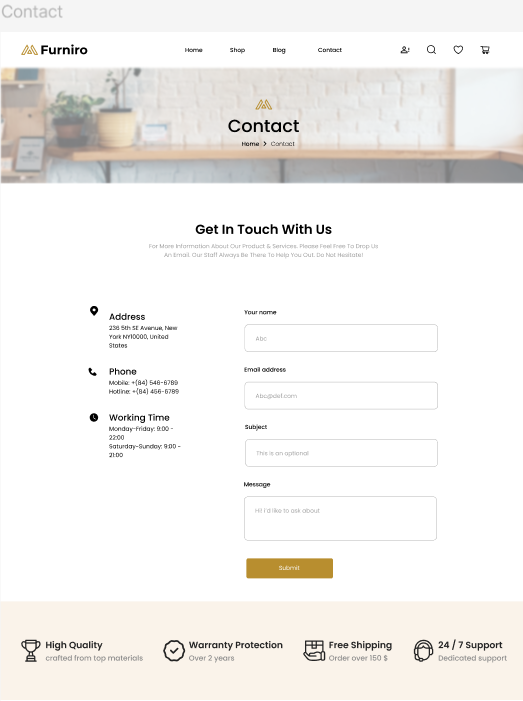 Contact
Furniro
Home Shop Blog Contact
Contact
Home > Contact
Get In Touch With Us
For More Information About Our Product & Services. Please Feel Free To Drop Us
An Email. Our Staff Always Be There To Help You Out. Do Not Hesitate!
Address
236 5th SE Avenue, New
York NY10000, United
States
Phone
Mobile: +(84) 546-6789
Hotline: +(84) 456-6789
Working Time
Monday-Friday: 9:00 -
22:00
Saturday-Sunday: 9:00 -
21:00
Your name
Abc
Email address
Abc@def.com
Subject
This is an optional
Message
Hi! i'd like to ask about
Submit
High Quality
crafted from top materials
Warranty Protection
Over 2 years
Free Shipping
Order over 150 $
24 / 7 Support
Dedicated support